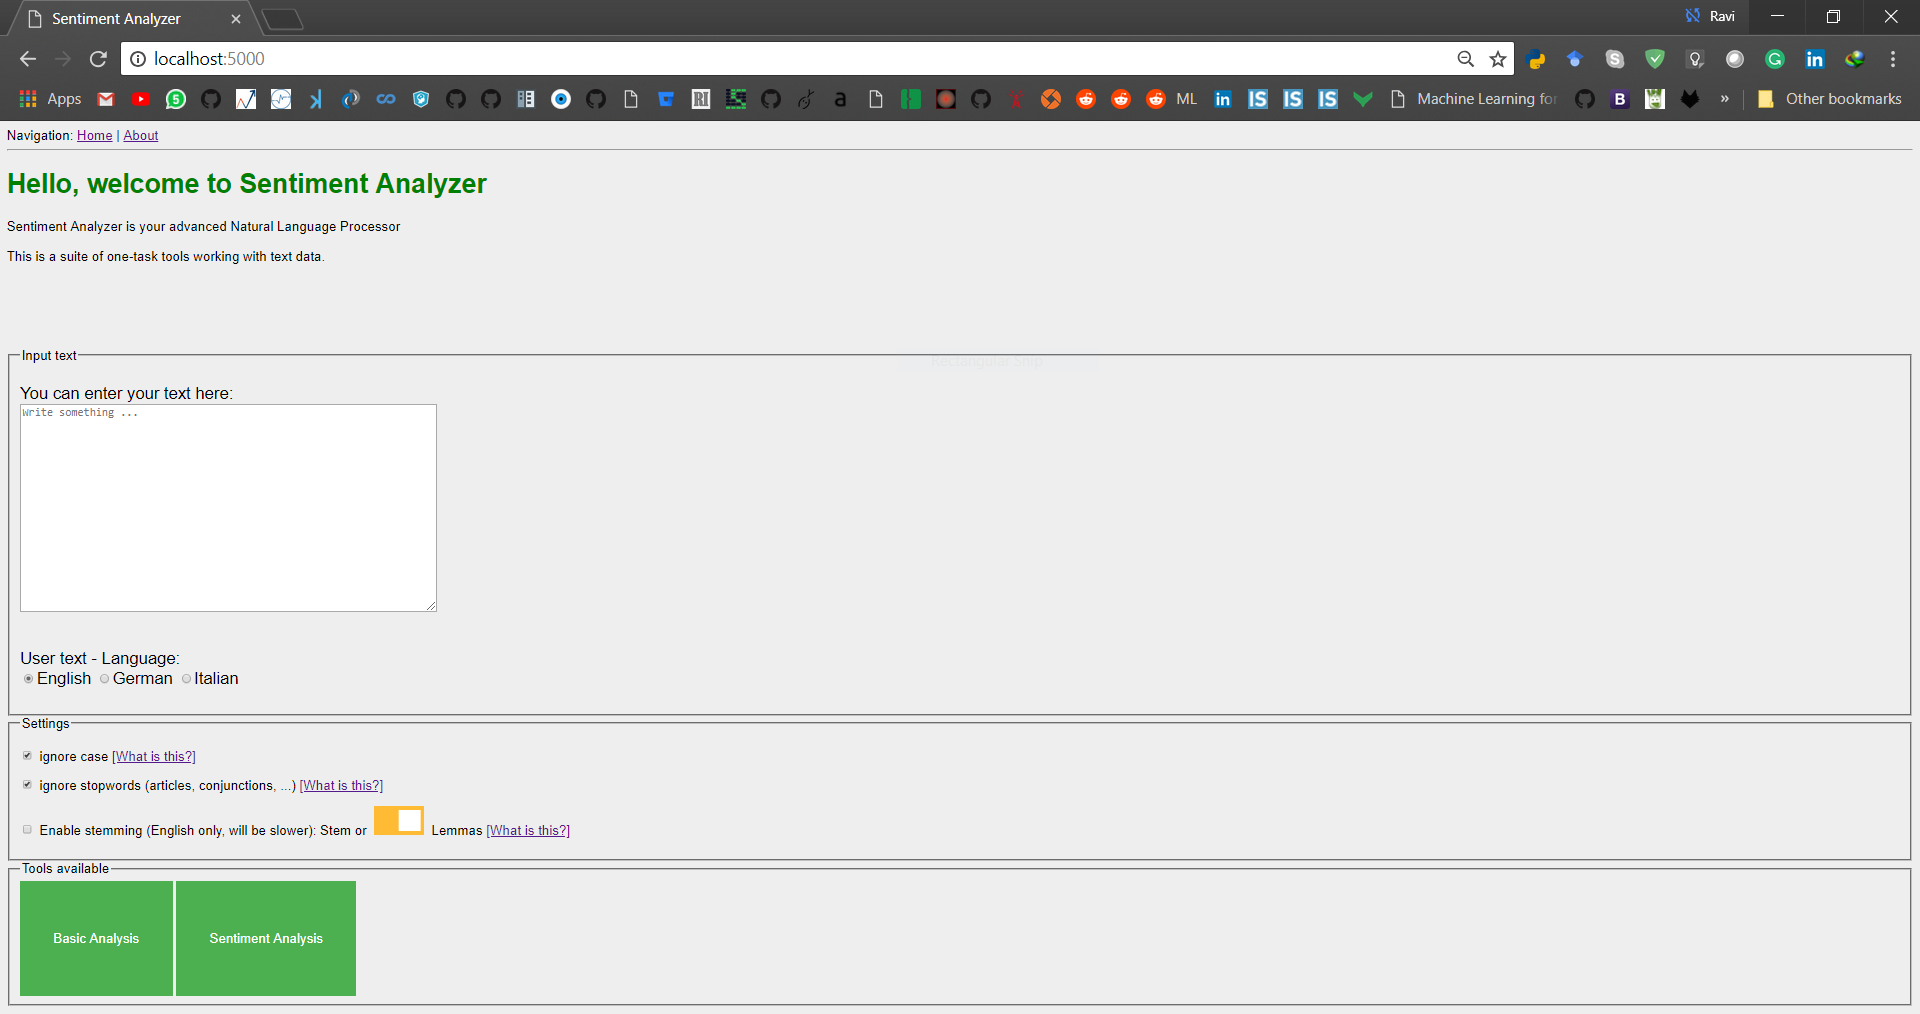 Sentiment Analyzer
Ravi
localhost:5000
Apps
ML
Machine Learning for
Other bookmarks
Navigation: Home | About
Hello, welcome to Sentiment Analyzer
Sentiment Analyzer is your advanced Natural Language Processor
This is a suite of one-task tools working with text data.
Input text
Rectangular Snip
You can enter your text here:
Write something ...
User text - Language:
English German Italian
Settings
ignore case [What is this?]
ignore stopwords (articles, conjunctions, ...) [What is this?]
Enable stemming (English only, will be slower): Stem or Lemmas [What is this?]
Tools available
Basic Analysis Sentiment Analysis